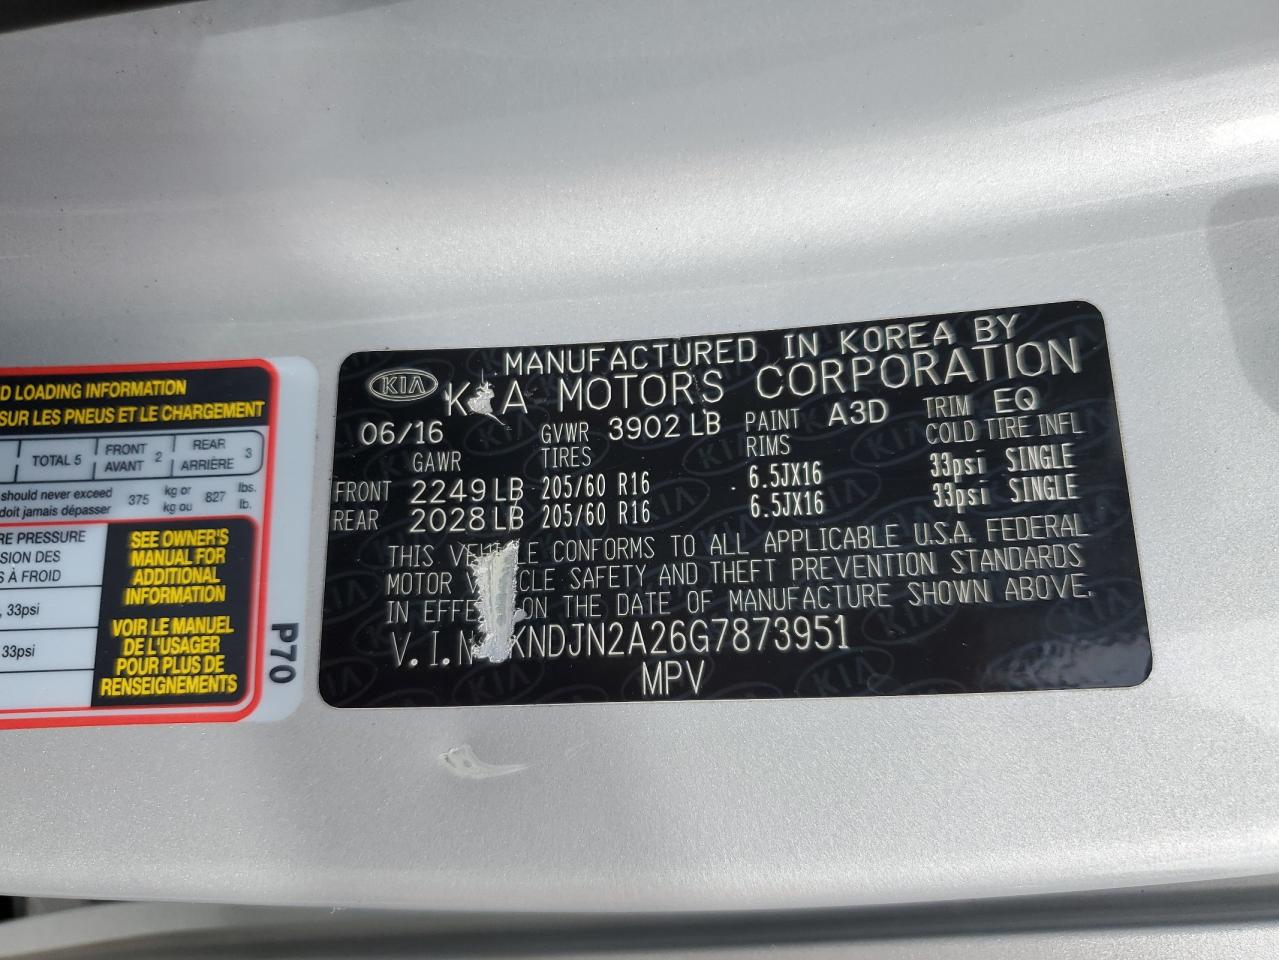 D LOADING INFORMATION
SUR LES PNEUS ET LE CHARGEMENT
TOTAL 5 FRONT AVANT 2 REAR ARRIÈRE 3
should never exceed 375 kg or 827 lbs.
doit jamais dépasser kg ou lb.
RE PRESSURE
SION DES
S À FROID
, 33psi
33psi
SEE OWNER'S
MANUAL FOR
ADDITIONAL
INFORMATION
VOIR LE MANUEL
DE L'USAGER
POUR PLUS DE
RENSEIGNEMENTS
P70
KIA
MANUFACTURED IN KOREA BY
K A MOTORS CORPORATION
06/16 GVWR 3902 LB PAINT A3D TRIM EQ
GAWR TIRES RIMS COLD TIRE INFL
FRONT 2249 LB 205/60 R16 6.5JX16 33psi SINGLE
REAR 2028 LB 205/60 R16 6.5JX16 33psi SINGLE
THIS VEHICLE CONFORMS TO ALL APPLICABLE U.S.A. FEDERAL
MOTOR VEHICLE SAFETY AND THEFT PREVENTION STANDARDS
IN EFFECT ON THE DATE OF MANUFACTURE SHOWN ABOVE.
V.I.N KNDJN2A26G7873951
MPV